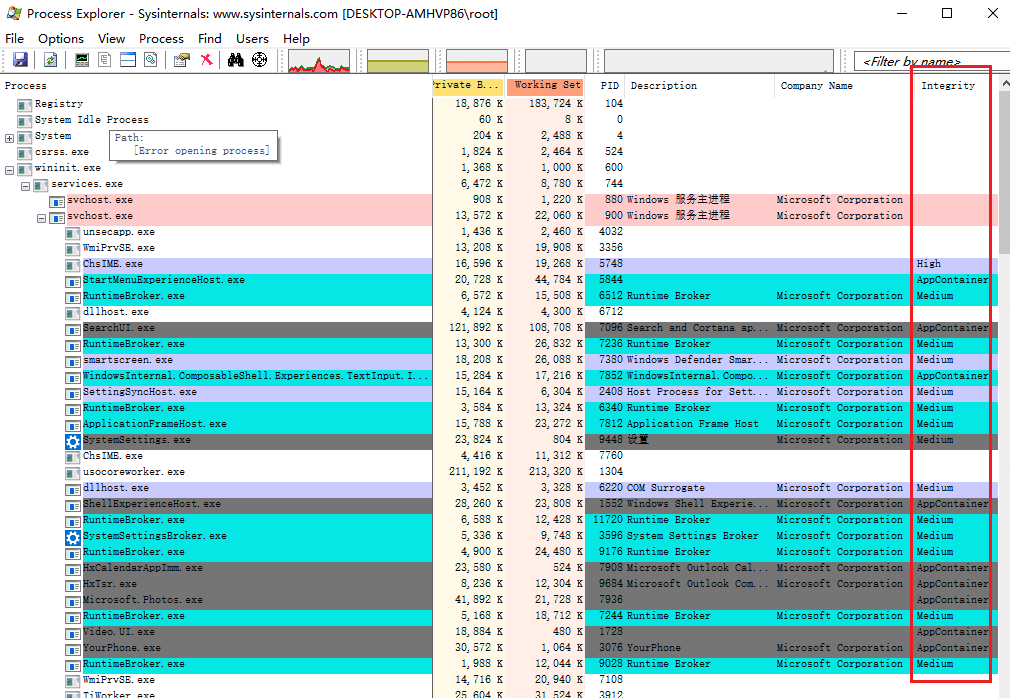 Process Explorer - Sysinternals: www.sysinternals.com [DESKTOP-AMHVP86\root]
File Options View Process Find Users Help
<Filter by name>
Process Private B... Working Set PID Description Company Name Integrity
Registry 18,876 K 183,724 K 104
System Idle Process 60 K 8 K 0
System 204 K 2,488 K 4
Path:
[Error opening process]
csrss.exe 1,824 K 2,464 K 524
wininit.exe 1,368 K 1,000 K 600
services.exe 6,472 K 8,780 K 744
svchost.exe 908 K 1,220 K 880 Windows 服务主进程 Microsoft Corporation
svchost.exe 13,572 K 22,060 K 900 Windows 服务主进程 Microsoft Corporation
unsecapp.exe 1,436 K 2,460 K 4032
WmiPrvSE.exe 13,208 K 19,908 K 3356
ChsIME.exe 16,596 K 19,268 K 5748 High
StartMenuExperienceHost.exe 20,728 K 44,784 K 5844 AppContainer
RuntimeBroker.exe 6,572 K 15,508 K 6512 Runtime Broker Microsoft Corporation Medium
dllhost.exe 4,124 K 4,300 K 6712
SearchUI.exe 121,892 K 108,708 K 7096 Search and Cortana ap... Microsoft Corporation AppContainer
RuntimeBroker.exe 13,300 K 26,832 K 7236 Runtime Broker Microsoft Corporation Medium
smartscreen.exe 18,208 K 26,088 K 7380 Windows Defender Smar... Microsoft Corporation Medium
WindowsInternal.ComposableShell.Experiences.TextInput.I... 15,284 K 17,216 K 7852 WindowsInternal.Compo... Microsoft Corporation AppContainer
SettingSyncHost.exe 15,164 K 6,304 K 2408 Host Process for Sett... Microsoft Corporation Medium
RuntimeBroker.exe 3,584 K 13,324 K 6340 Runtime Broker Microsoft Corporation Medium
ApplicationFrameHost.exe 15,788 K 23,272 K 7812 Application Frame Host Microsoft Corporation Medium
SystemSettings.exe 23,824 K 804 K 9448 设置 Microsoft Corporation Medium
ChsIME.exe 4,416 K 11,312 K 7760
usocoreworker.exe 211,192 K 213,320 K 1304
dllhost.exe 3,452 K 3,328 K 6220 COM Surrogate Microsoft Corporation Medium
ShellExperienceHost.exe 28,260 K 23,808 K 1552 Windows Shell Experie... Microsoft Corporation AppContainer
RuntimeBroker.exe 6,588 K 12,428 K 11720 Runtime Broker Microsoft Corporation Medium
SystemSettingsBroker.exe 5,336 K 9,748 K 3596 System Settings Broker Microsoft Corporation Medium
RuntimeBroker.exe 4,900 K 24,480 K 9176 Runtime Broker Microsoft Corporation Medium
HxCalendarAppImm.exe 23,580 K 524 K 7908 Microsoft Outlook Cal... Microsoft Corporation AppContainer
HxTsr.exe 8,236 K 12,304 K 9684 Microsoft Outlook Com... Microsoft Corporation AppContainer
Microsoft.Photos.exe 41,892 K 21,728 K 7936 AppContainer
RuntimeBroker.exe 5,168 K 18,712 K 7244 Runtime Broker Microsoft Corporation Medium
Video.UI.exe 18,884 K 480 K 1728 AppContainer
YourPhone.exe 30,572 K 1,064 K 3076 YourPhone Microsoft Corporation AppContainer
RuntimeBroker.exe 1,988 K 12,044 K 9028 Runtime Broker Microsoft Corporation Medium
WmiPrvSE.exe 14,716 K 20,940 K 7108
TiWorker.exe 25,604 K 31,524 K 3912